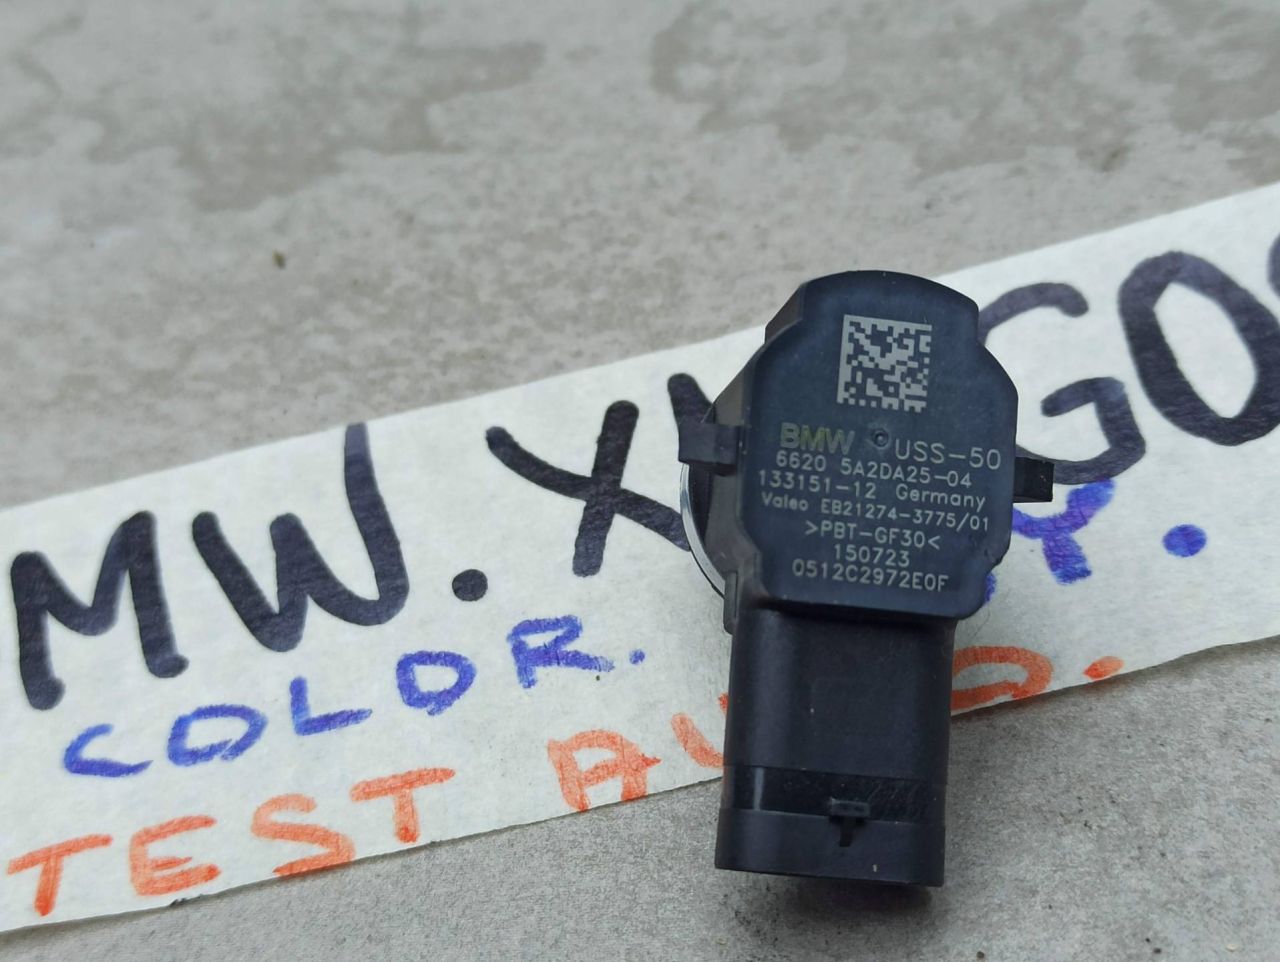 MW. X
COLOR.
TEST
BMW USS-50
6620 5A2DA25-04
133151-12 Germany
Valeo EB21274-3775/01
>PBT-GF30<
150723
0512C2972E0F